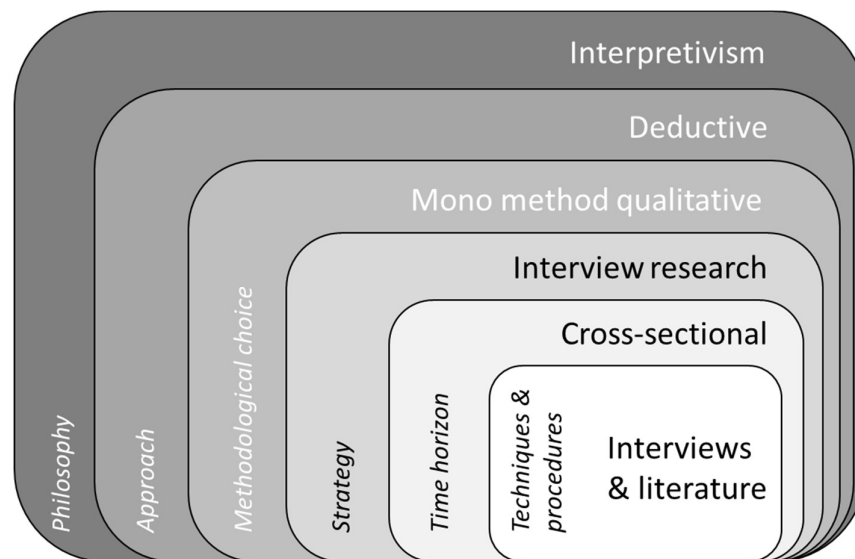 Interpretivism
Deductive
Mono method qualitative
Interview research
Cross-sectional
Interviews
& literature
Philosophy
Approach
Methodological choice
Strategy
Time horizon
Techniques &
procedures